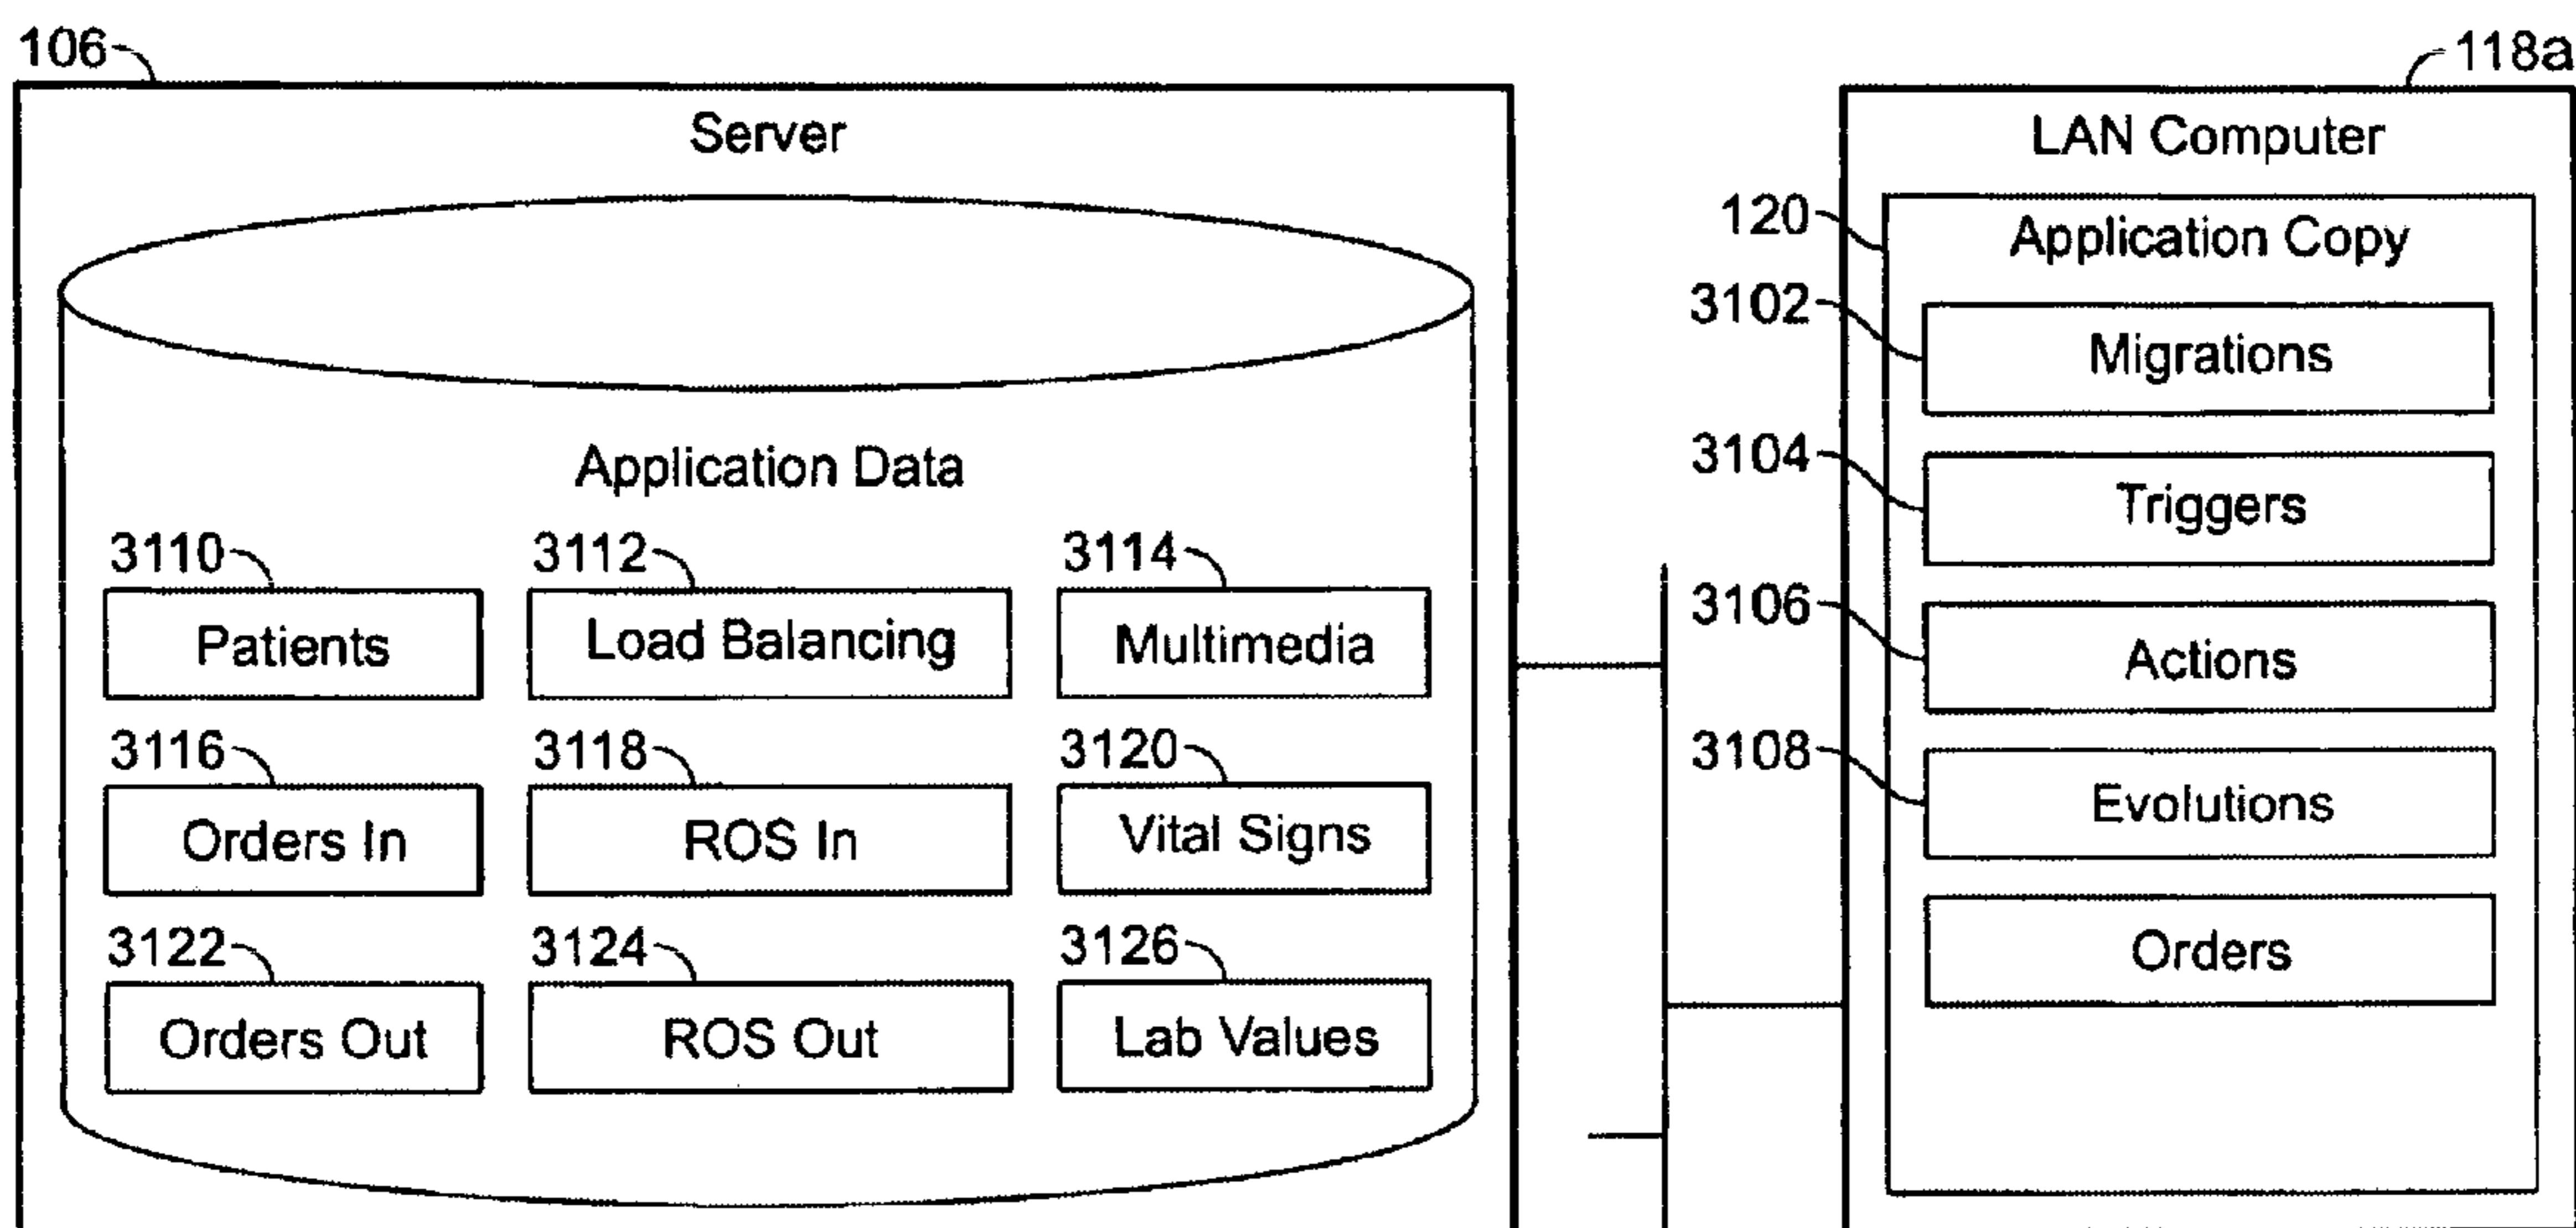 106
Server
Application Data
3110 3112 3114
Patients Load Balancing Multimedia
3116 3118 3120
Orders In ROS In Vital Signs
3122 3124 3126
Orders Out ROS Out Lab Values
118a
LAN Computer
120
Application Copy
3102
Migrations
3104
Triggers
3106
Actions
3108
Evolutions
Orders